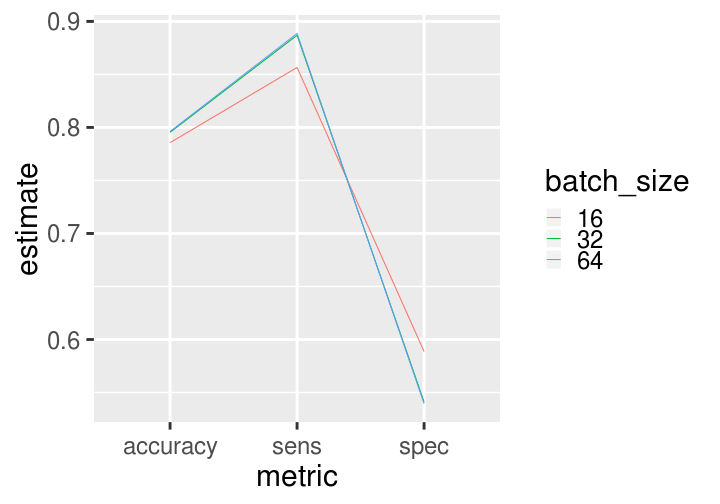 0.9
0.8
0.7
0.6
estimate
accuracy sens spec
metric
batch_size
16
32
64